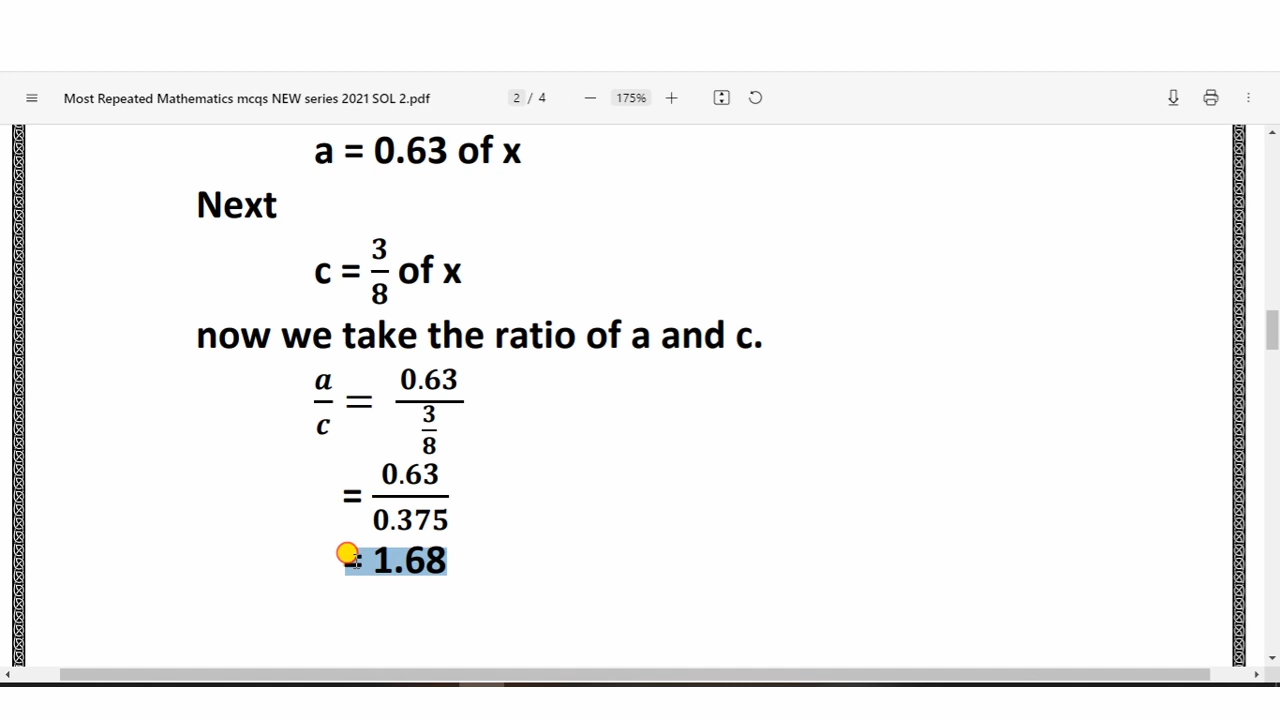 Most Repeated Mathematics mcqs NEW series 2021 SOL 2.pdf 2 / 4 175%
a = 0.63 of x
Next
c = 3/8 of x
now we take the ratio of a and c.
a/c = 0.63/(3/8)
= 0.63/0.375
= 1.68